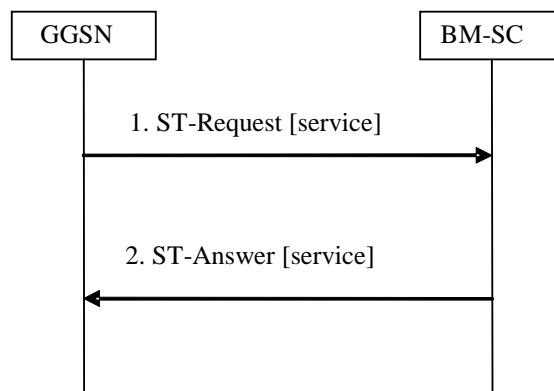 GGSN
BM-SC
1. ST-Request [service]
2. ST-Answer [service]